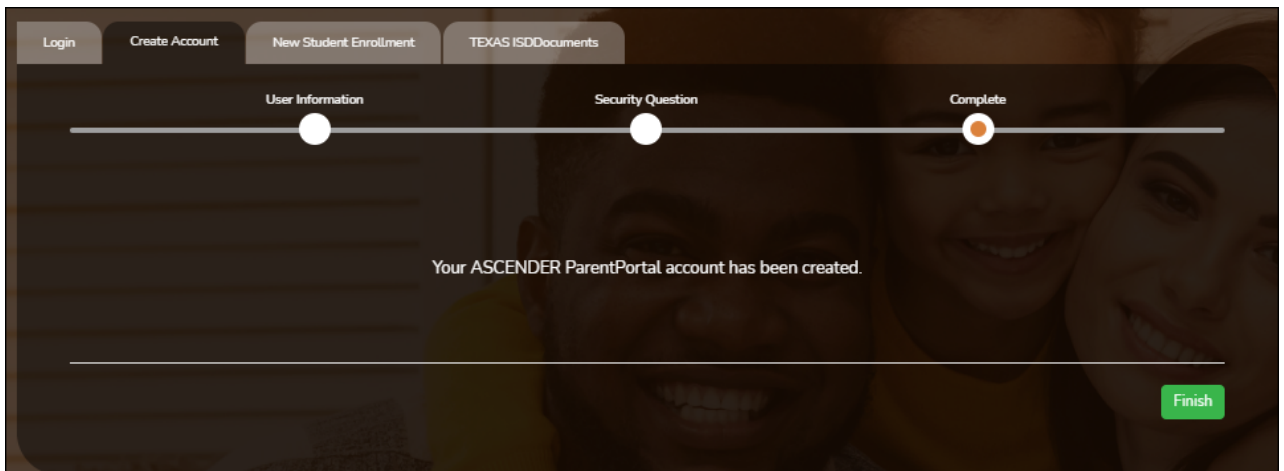 Login Create Account New Student Enrollment TEXAS ISDDocuments
User Information Security Question Complete
Your ASCENDER ParentPortal account has been created.
Finish